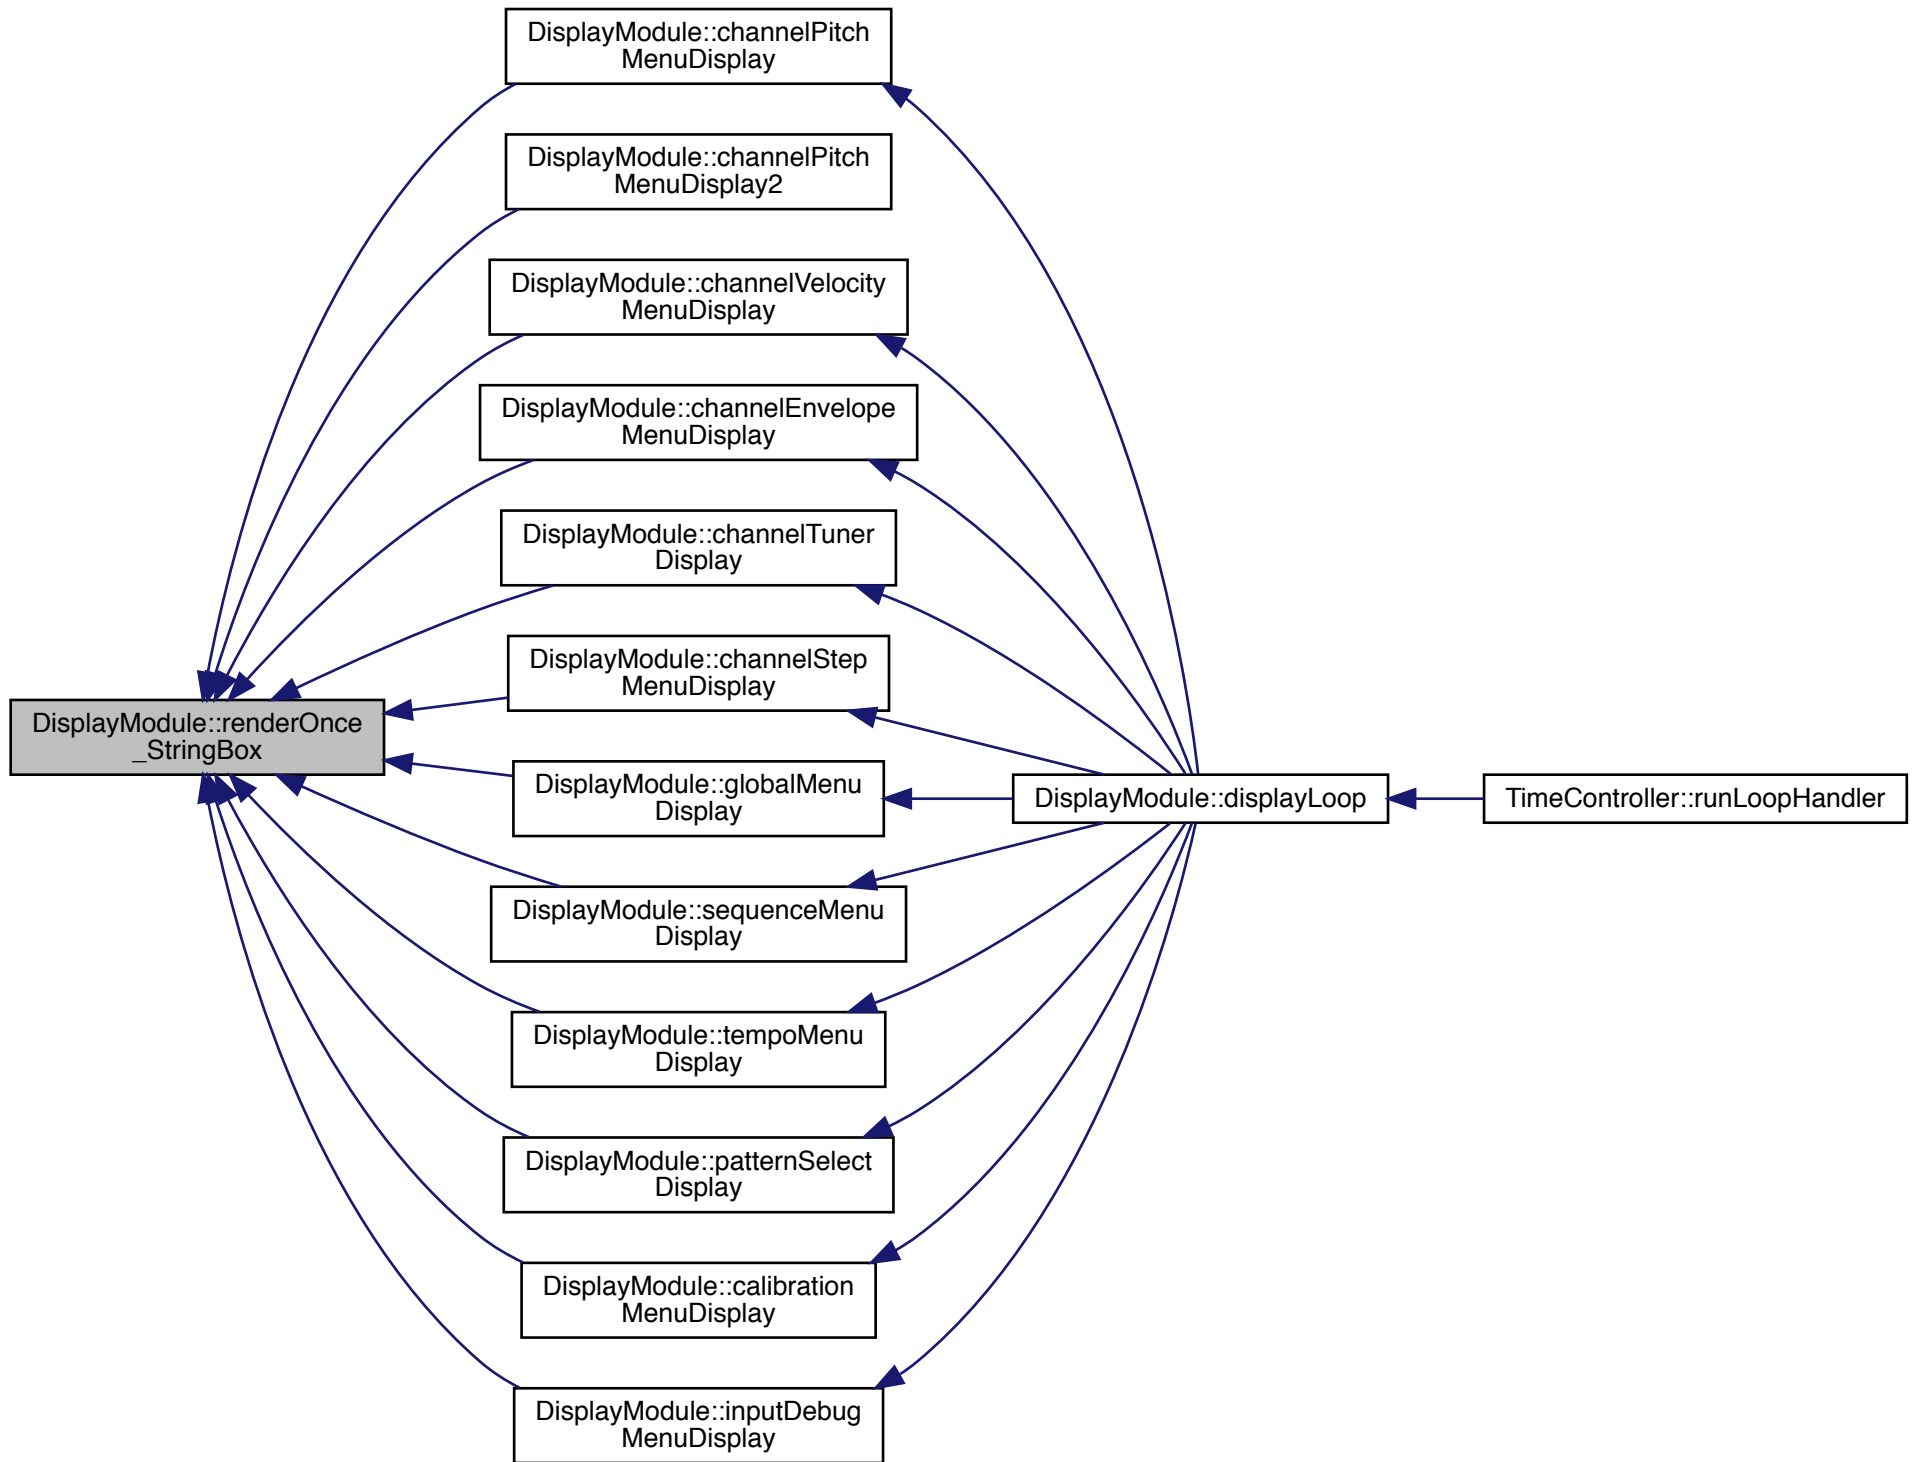 DisplayModule::channelPitch
MenuDisplay
DisplayModule::channelPitch
MenuDisplay2
DisplayModule::channelVelocity
MenuDisplay
DisplayModule::channelEnvelope
MenuDisplay
DisplayModule::channelTuner
Display
DisplayModule::channelStep
MenuDisplay
DisplayModule::renderOnce
_StringBox
DisplayModule::globalMenu
Display
DisplayModule::displayLoop
TimeController::runLoopHandler
DisplayModule::sequenceMenu
Display
DisplayModule::tempoMenu
Display
DisplayModule::patternSelect
Display
DisplayModule::calibration
MenuDisplay
DisplayModule::inputDebug
MenuDisplay